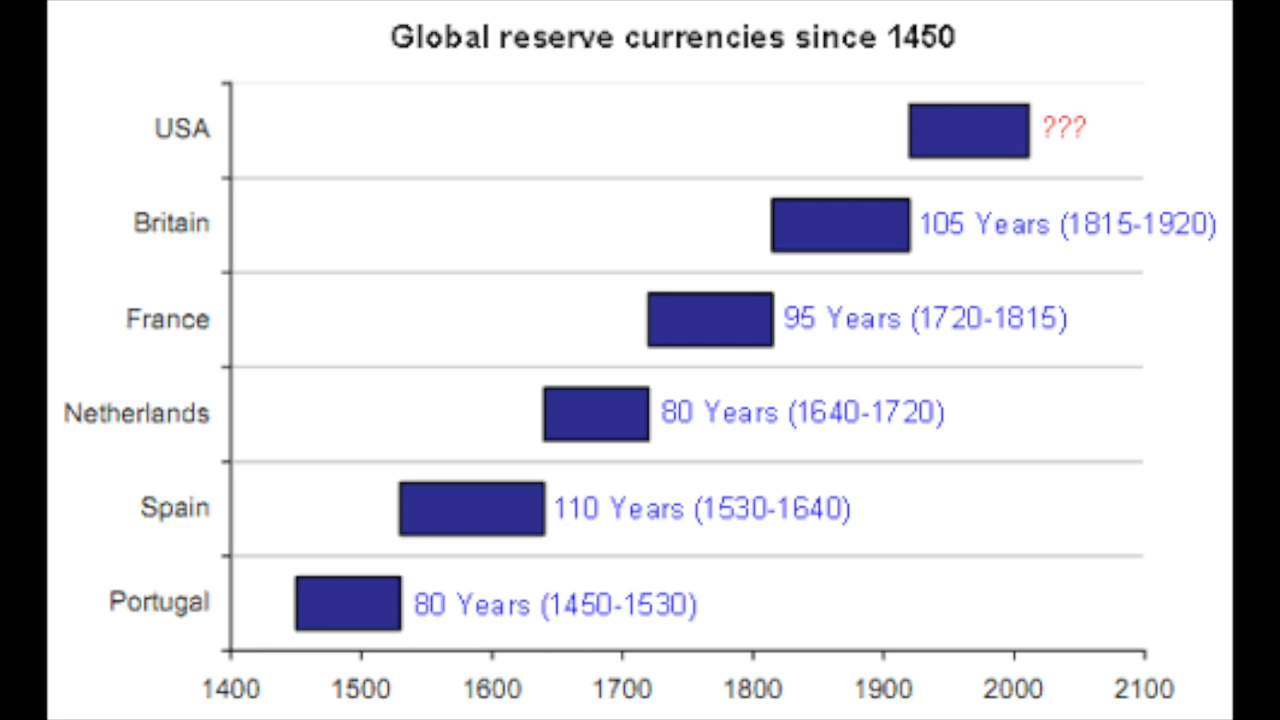 Global reserve currencies since 1450
USA ???
Britain 105 Years (1815-1920)
France 95 Years (1720-1815)
Netherlands 80 Years (1640-1720)
Spain 110 Years (1530-1640)
Portugal 80 Years (1450-1530)
1400 1500 1600 1700 1800 1900 2000 2100